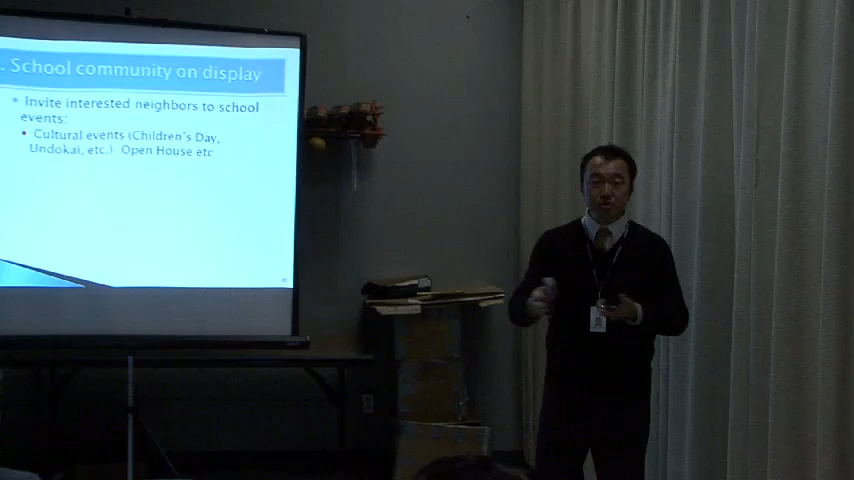 . School community on display
• Invite interested neighbors to school
events:
• Cultural events (Children's Day,
Undokai, etc.) Open House etc